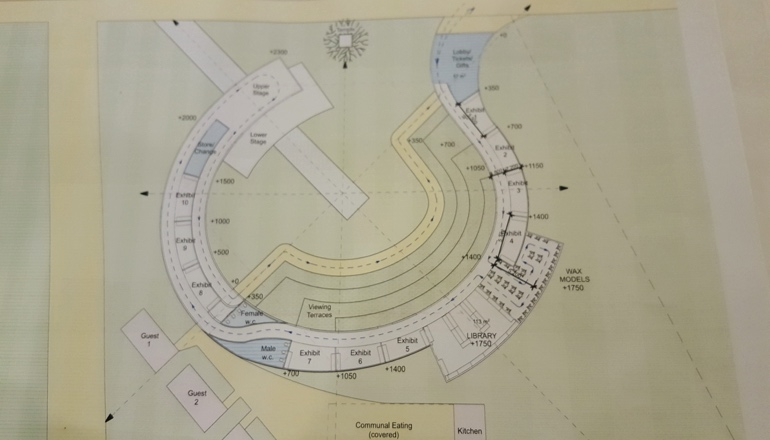 +0
Lobby/
Tickets/
Gifts
+2300
+350
Upper
Stage
Exhibit
+2000
+700
Lower
Stage
Store/
Change
+350
+700
Exhibit
2
+1050
+1150
+1500
Exhibit
3
Exhibit
10
+1400
+1000
Exhibit
4
Exhibit
9
+500
+1400
WAX
MODELS
+1750
+0
Exhibit
8
+350
Viewing
Terraces
Female
w.c.
LIBRARY
+1750
Guest
1
Male
w.c.
Exhibit
7
Exhibit
6
Exhibit
5
+700
+1050
+1400
Guest
2
Communal Eating
(covered)
Kitchen